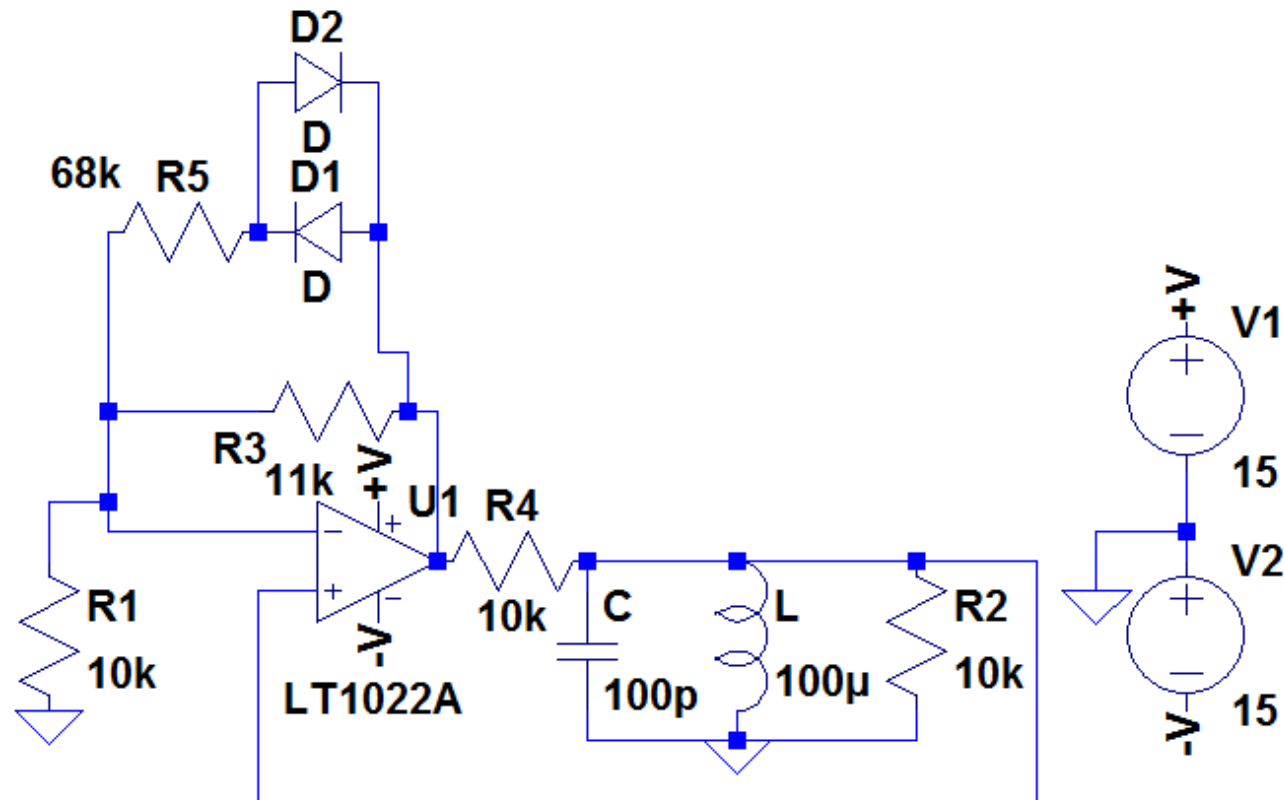 D2
D
68k R5 D1
D
+V
V1
R3
11k
+V
15
U1 R4
-
+
+
-
10k
-V
LT1022A
R1
10k
C
100p
L
100µ
R2
10k
V2
15
-V